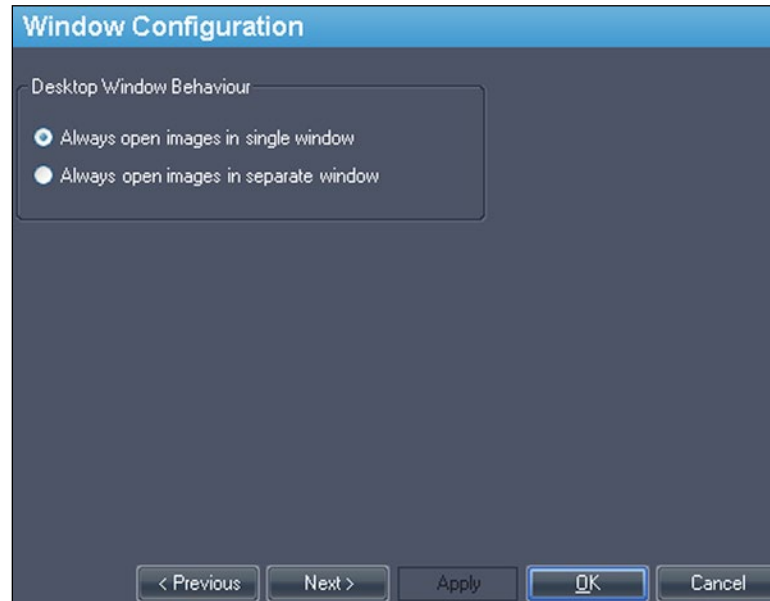 Window Configuration
Desktop Window Behaviour
Always open images in single window
Always open images in separate window
< Previous
Next >
Apply
OK
Cancel